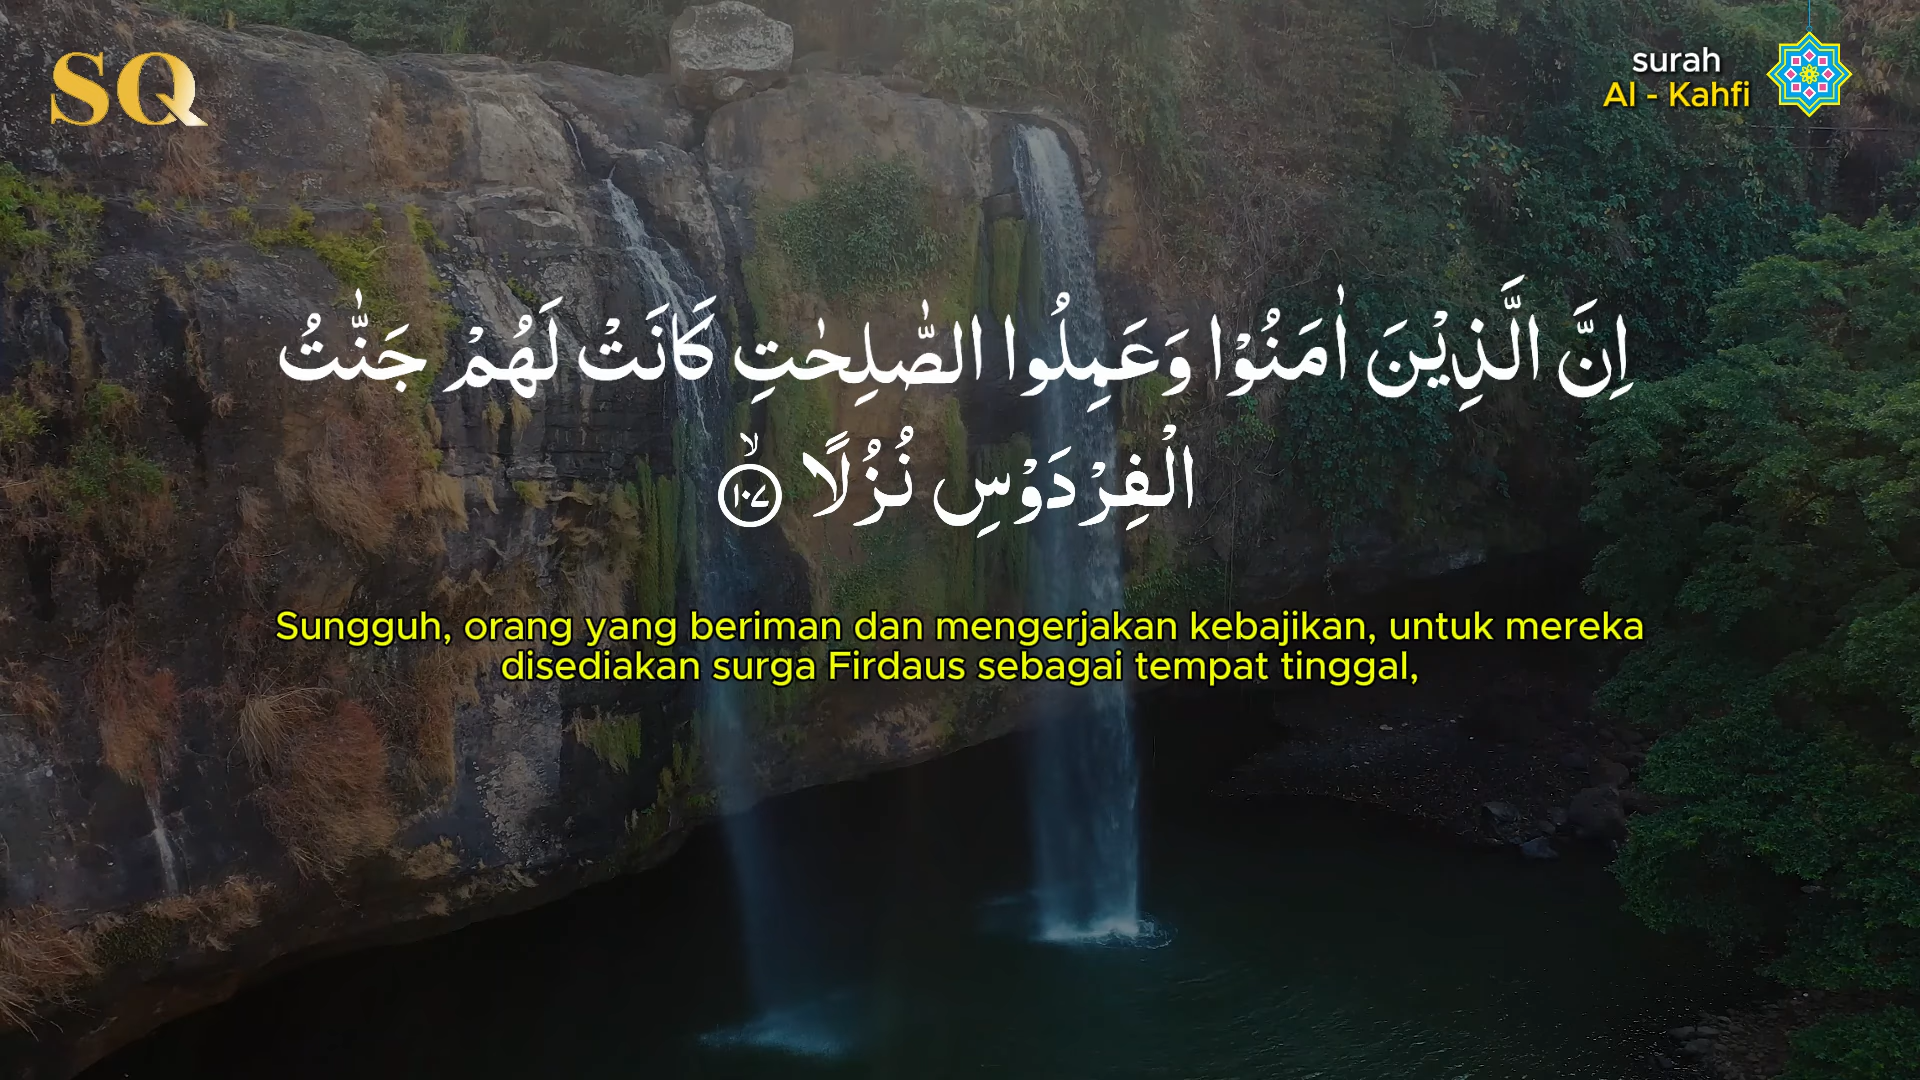 SQ
surah
Al - Kahfi
اِنَّ الَّذِيْنَ اٰمَنُوْا وَعَمِلُوا الصّٰلِحٰتِ كَانَتْ لَهُمْ جَنّٰتُ
الْفِرْدَوْسِ نُزُلًا ۙ ١٠٧
Sungguh, orang yang beriman dan mengerjakan kebajikan, untuk mereka
disediakan surga Firdaus sebagai tempat tinggal,